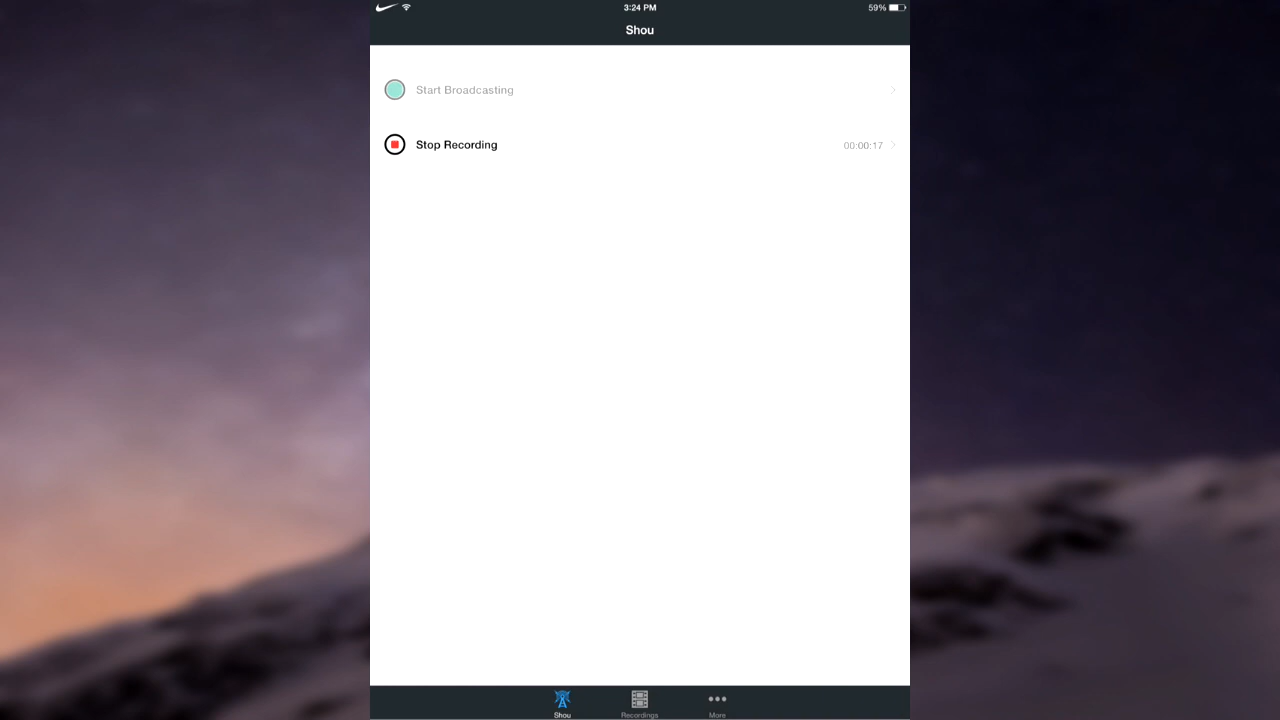 3:24 PM
59%
Shou
Start Broadcasting
Stop Recording
00:00:17
Shou
Recordings
More